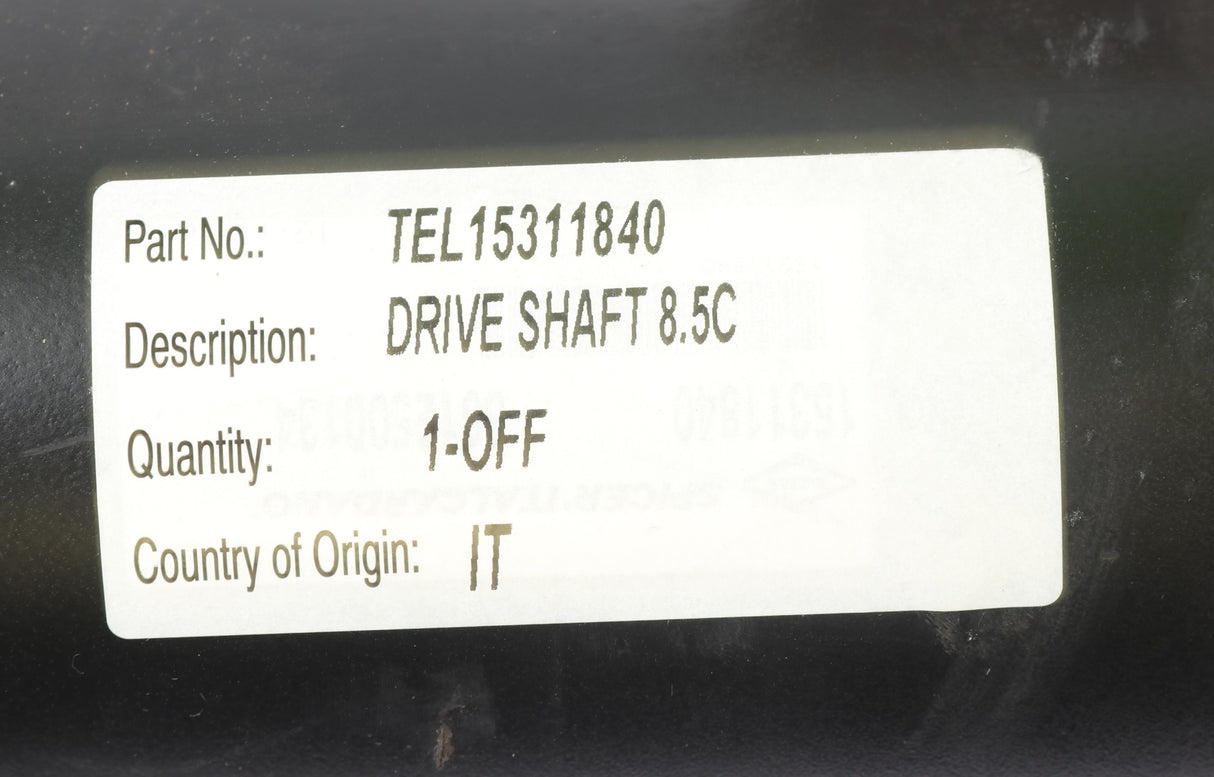 Part No.: TEL15311840
Description: DRIVE SHAFT 8.5C
Quantity: 1-OFF
Country of Origin: IT